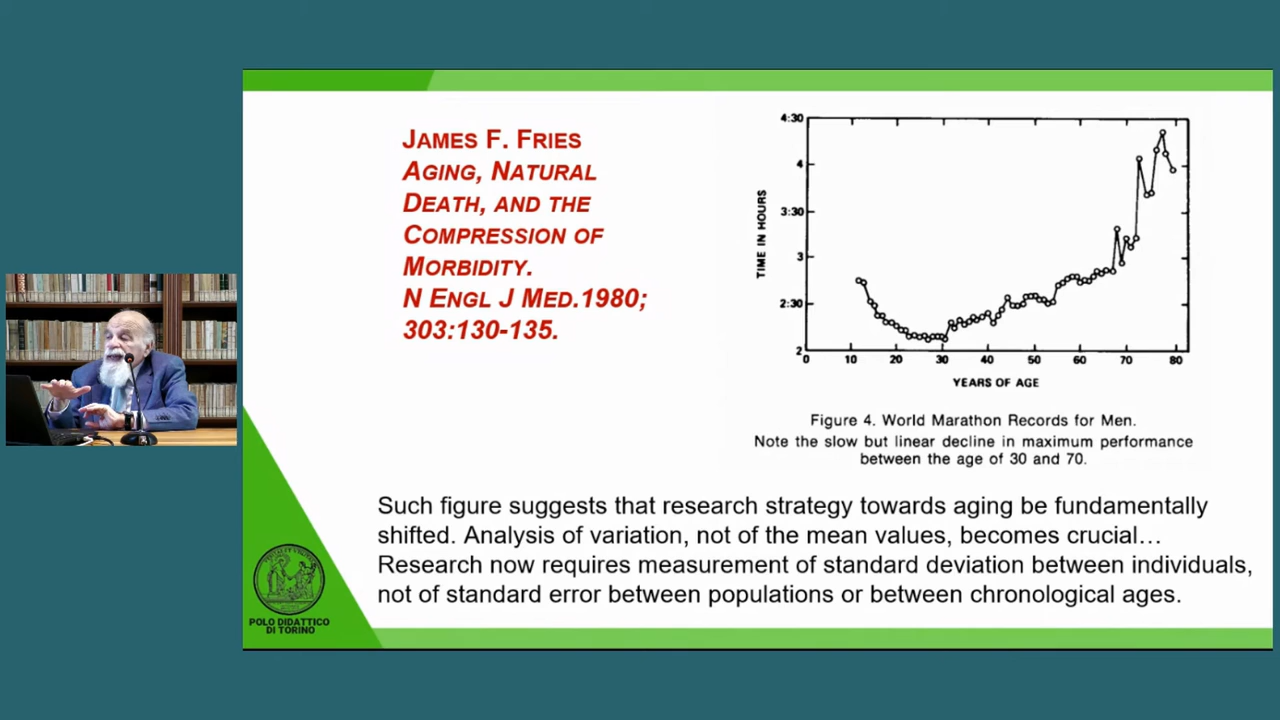 JAMES F. FRIES
AGING, NATURAL
DEATH, AND THE
COMPRESSION OF
MORBIDITY.
N ENGL J MED.1980;
303:130-135.
4:30
4
3:30
3
2:30
2
TIME IN HOURS
0 10 20 30 40 50 60 70 80
YEARS OF AGE
Figure 4. World Marathon Records for Men.
Note the slow but linear decline in maximum performance
between the age of 30 and 70.
Such figure suggests that research strategy towards aging be fundamentally
shifted. Analysis of variation, not of the mean values, becomes crucial…
Research now requires measurement of standard deviation between individuals,
not of standard error between populations or between chronological ages.
POLO DIDATTICO
DI TORINO